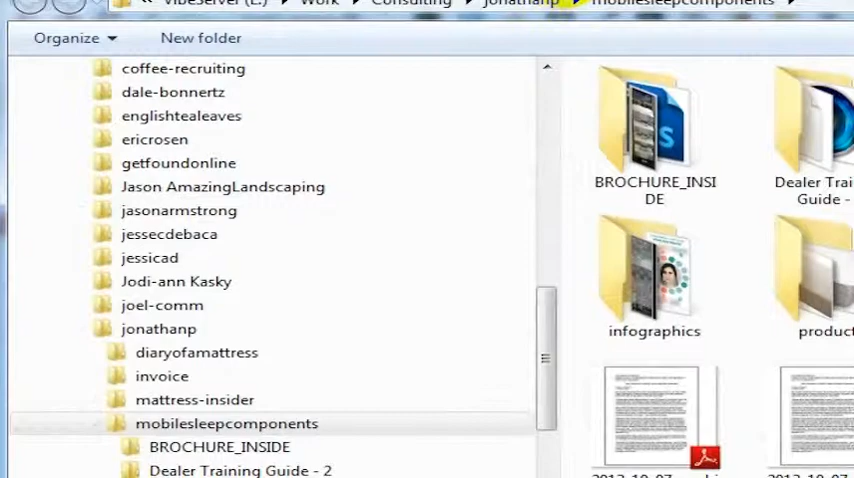 VibeServer (E:) Work Consulting jonathanp mobilesleepcomponents
Organize New folder
coffee-recruiting
dale-bonnertz
englishtealeaves
ericrosen
getfoundonline
Jason AmazingLandscaping
jasonarmstrong
jessecdebaca
jessicad
Jodi-ann Kasky
joel-comm
jonathanp
diaryofamattress
invoice
mattress-insider
mobilesleepcomponents
BROCHURE_INSIDE
Dealer Training Guide - 2
BROCHURE_INSI
DE
Dealer Trai
Guide -
infographics
product